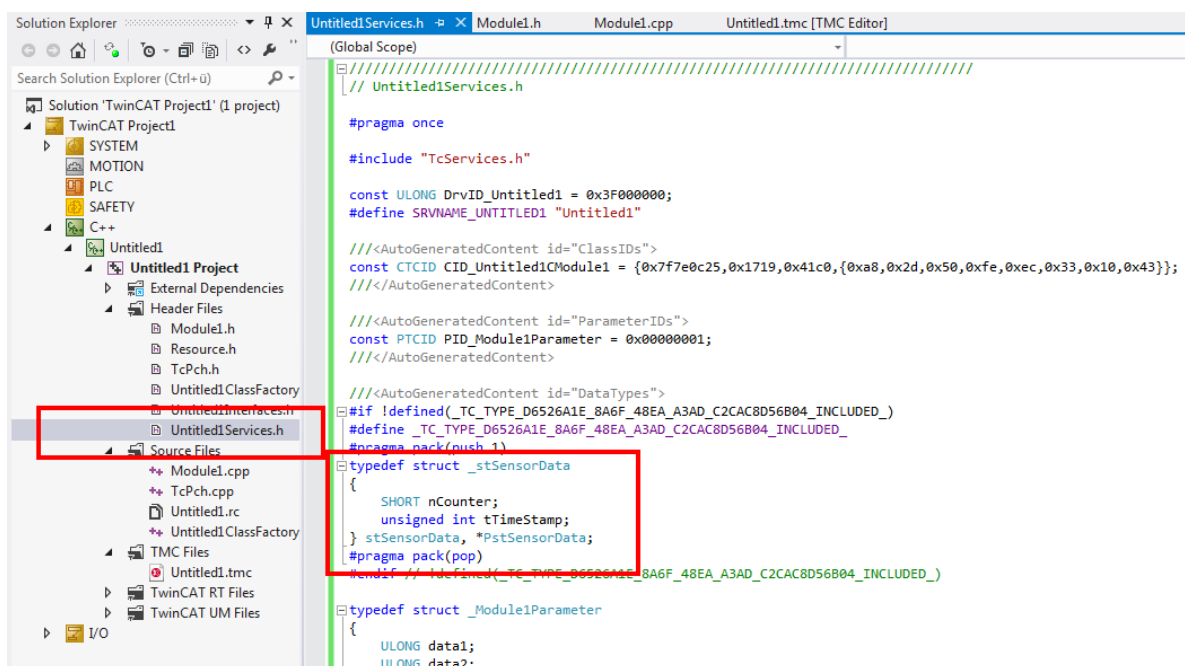 Solution Explorer
Search Solution Explorer (Ctrl+ü)
Solution 'TwinCAT Project1' (1 project)
TwinCAT Project1
SYSTEM
MOTION
PLC
SAFETY
C++
Untitled1
Untitled1 Project
External Dependencies
Header Files
Module1.h
Resource.h
TcPch.h
Untitled1ClassFactory
Untitled1Interfaces.h
Untitled1Services.h
Source Files
Module1.cpp
TcPch.cpp
Untitled1.rc
Untitled1ClassFactory
TMC Files
Untitled1.tmc
TwinCAT RT Files
TwinCAT UM Files
I/O
Untitled1Services.h Module1.h Module1.cpp Untitled1.tmc [TMC Editor]
(Global Scope)
//////////////////////////////////////////////////////////////////////////////
// Untitled1Services.h
#pragma once
#include "TcServices.h"
const ULONG DrvID_Untitled1 = 0x3F000000;
#define SRVNAME_UNTITLED1 "Untitled1"
///<AutoGeneratedContent id="ClassIDs">
const CTCID CID_Untitled1CModule1 = {0x7f7e0c25,0x1719,0x41c0,{0xa8,0x2d,0x50,0xfe,0xec,0x33,0x10,0x43}};
///</AutoGeneratedContent>
///<AutoGeneratedContent id="ParameterIDs">
const PTCID PID_Module1Parameter = 0x00000001;
///</AutoGeneratedContent>
///<AutoGeneratedContent id="DataTypes">
#if !defined(_TC_TYPE_D6526A1E_8A6F_48EA_A3AD_C2CAC8D56B04_INCLUDED_)
#define _TC_TYPE_D6526A1E_8A6F_48EA_A3AD_C2CAC8D56B04_INCLUDED_
#pragma pack(push,1)
typedef struct _stSensorData
{
SHORT nCounter;
unsigned int tTimeStamp;
} stSensorData, *PstSensorData;
#pragma pack(pop)
#endif // !defined(_TC_TYPE_D6526A1E_8A6F_48EA_A3AD_C2CAC8D56B04_INCLUDED_)
typedef struct _Module1Parameter
{
ULONG data1;
ULONG data2;